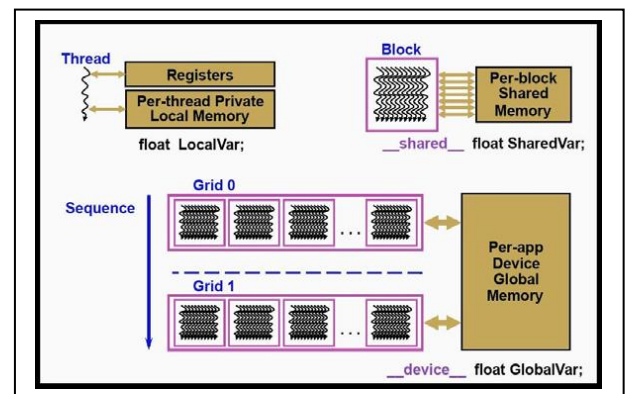 Thread
Registers
Per-thread Private
Local Memory
float LocalVar;
Block
Per-block
Shared
Memory
__shared__ float SharedVar;
Sequence
Grid 0
...
Grid 1
...
Per-app
Device
Global
Memory
__device__ float GlobalVar;